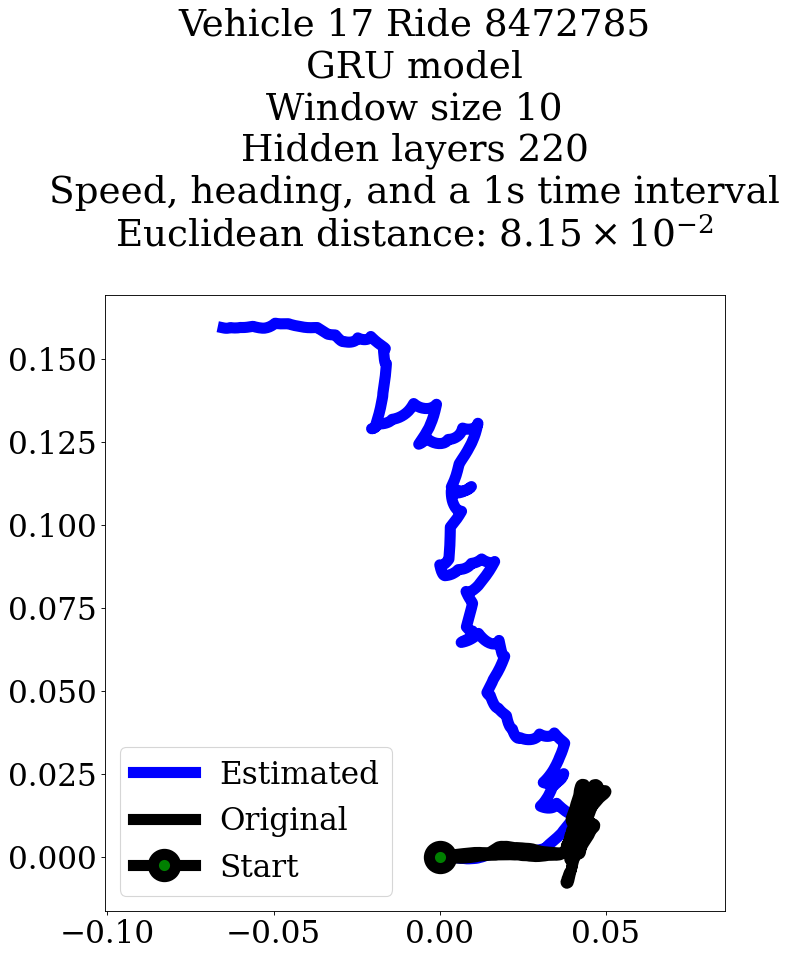 Vehicle 17 Ride 8472785
GRU model
Window size 10
Hidden layers 220
Speed, heading, and a 1s time interval
Euclidean distance: 8.15 × 10⁻²
0.150
0.125
0.100
0.075
0.050
0.025
0.000
Estimated
Original
Start
−0.10
−0.05
0.00
0.05